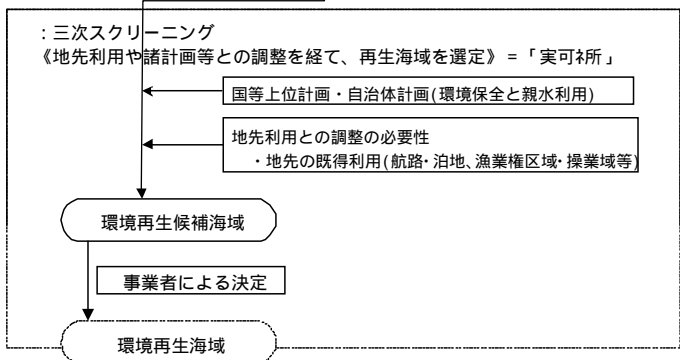 ：三次スクリーニング
《地先利用や諸計画等との調整を経て、再生海域を選定》=「実可ﾈ所」
国等上位計画・自治体計画(環境保全と親水利用)
地先利用との調整の必要性
・地先の既得利用(航路・泊地、漁業権区域・操業域等)
環境再生候補海域
事業者による決定
環境再生海域